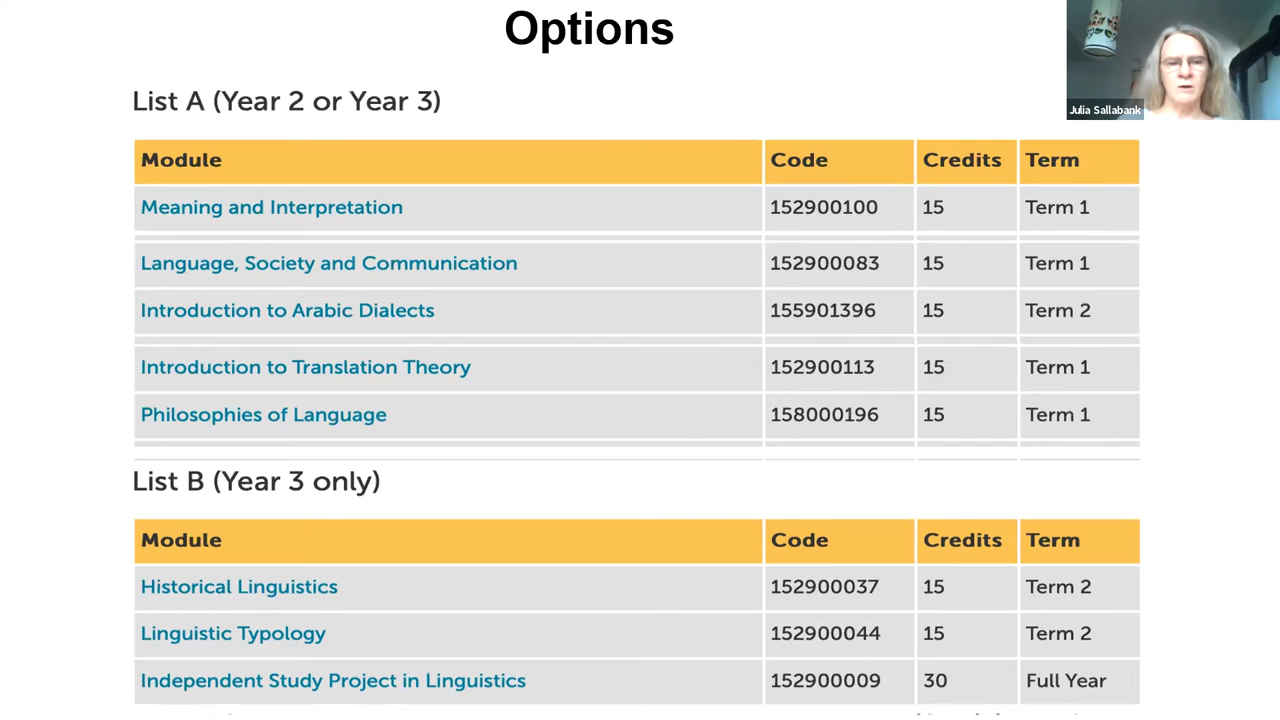 Options
Julia Sallabank
List A (Year 2 or Year 3)
Module Code Credits Term
Meaning and Interpretation 152900100 15 Term 1
Language, Society and Communication 152900083 15 Term 1
Introduction to Arabic Dialects 155901396 15 Term 2
Introduction to Translation Theory 152900113 15 Term 1
Philosophies of Language 158000196 15 Term 1
List B (Year 3 only)
Module Code Credits Term
Historical Linguistics 152900037 15 Term 2
Linguistic Typology 152900044 15 Term 2
Independent Study Project in Linguistics 152900009 30 Full Year